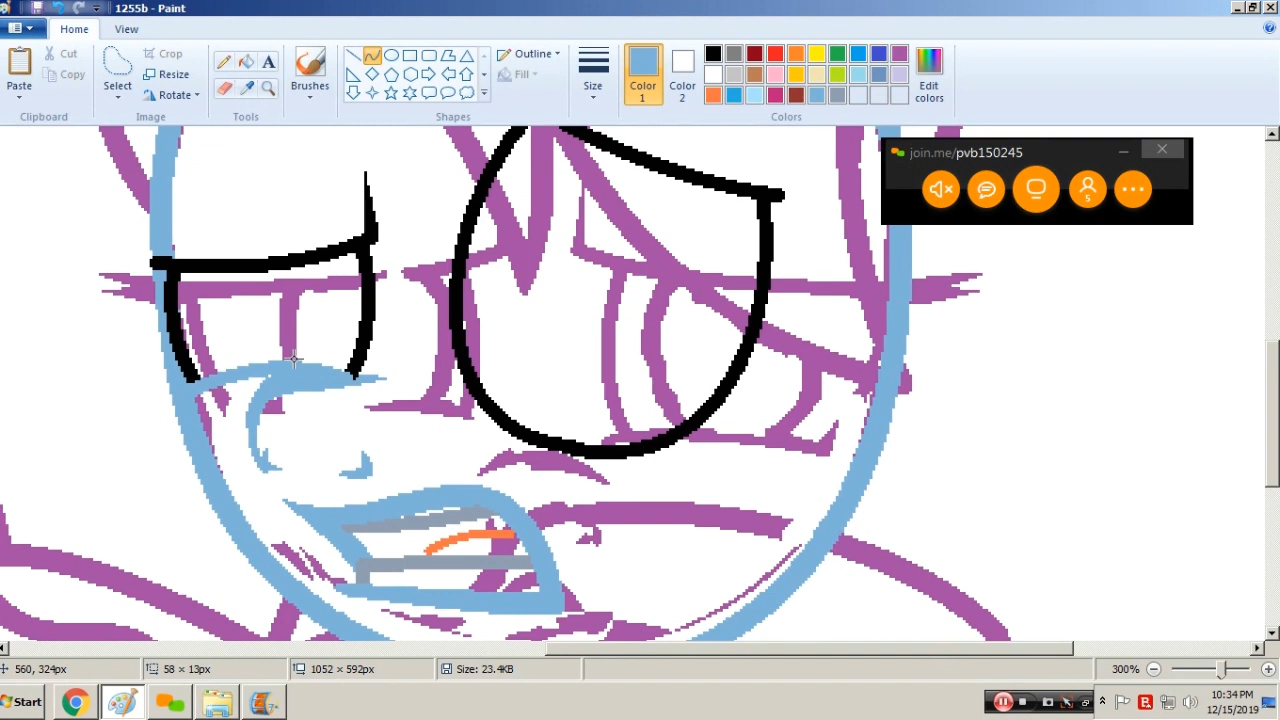 1255b - Paint
Home
View
Paste
Cut
Copy
Clipboard
Select
Crop
Resize
Rotate
Image
A
Tools
Brushes
Outline
Fill
Shapes
Size
Color
1
Color
2
Edit
colors
Colors
join.me/pvb150245
5
560, 324px
58 × 13px
1052 × 592px
Size: 23.4KB
300%
Start
10:34 PM
12/15/2019